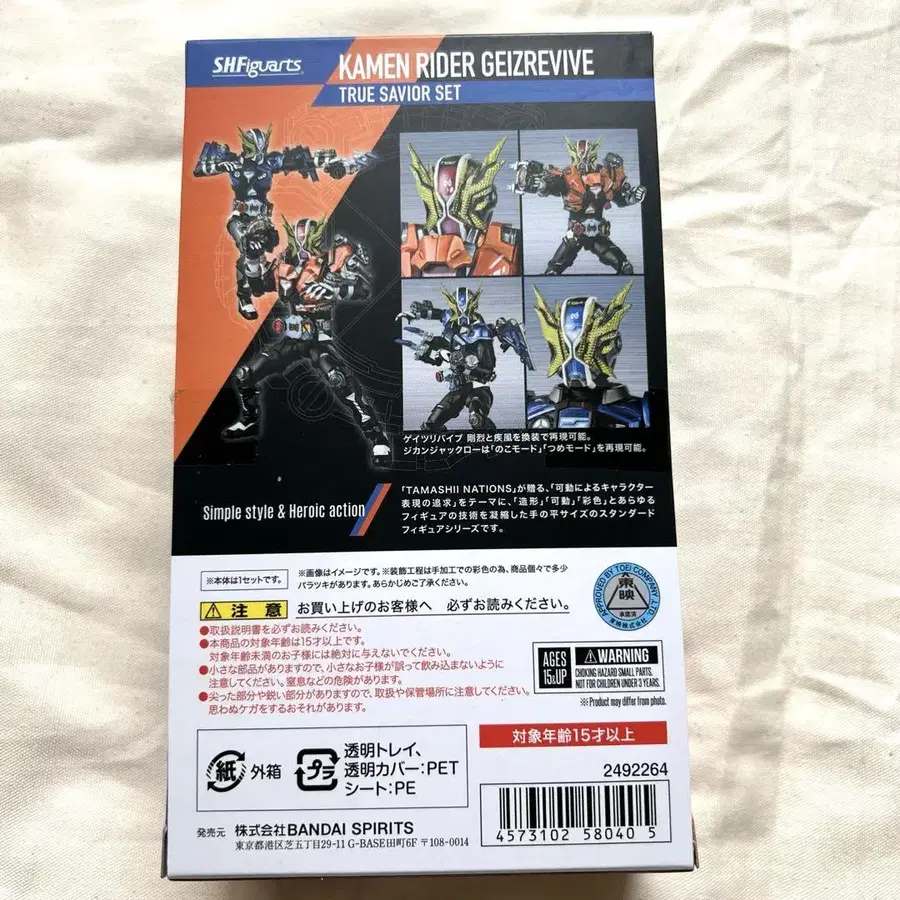 SHFiguarts
KAMEN RIDER GEIZREVIVE
TRUE SAVIOR SET
ゲイツリバイブ 剛烈と疾風を換装で再現可能。
ジカンジャックローは「のこモード」「つめモード」を再現可能。
Simple style & Heroic action
「TAMASHII NATIONS」が贈る、「可動によるキャラクター
表現の追求」をテーマに、「造形」「可動」「彩色」とあらゆる
フィギュアの技術を凝縮した手の平サイズのスタンダード
フィギュアシリーズです。
※本体は1セットです。
※画像はイメージです。※装飾工程は手加工での彩色の為、商品個々で多少
バラツキがあります。あらかじめご了承ください。
APPROVED BY TOEI COMPANY, LTD.
東映
承認済
東映株式会社
注意
お買い上げのお客様へ 必ずお読みください。
●取扱説明書を必ずお読みください。
●本商品の対象年齢は15才以上です。
対象年齢未満のお子様には絶対に与えないでください。
●小さな部品がありますので、小さなお子様が誤って飲み込まないように
注意してください。窒息などの危険があります。
●尖った部分や鋭い部分がありますので、取扱や保管場所に注意してください。
思わぬケガをするおそれがあります。
AGES
15&UP
WARNING
CHOKING HAZARD SMALL PARTS.
NOT FOR CHILDREN UNDER 3 YEARS.
※Product may differ from photo.
対象年齢15才以上
紙 外箱
プラ
透明トレイ、
透明カバー:PET
シート:PE
2492264
4573102 58040 5
発売元 株式会社BANDAI SPIRITS
東京都港区芝五丁目29-11 G-BASE田町6F 〒108-0014